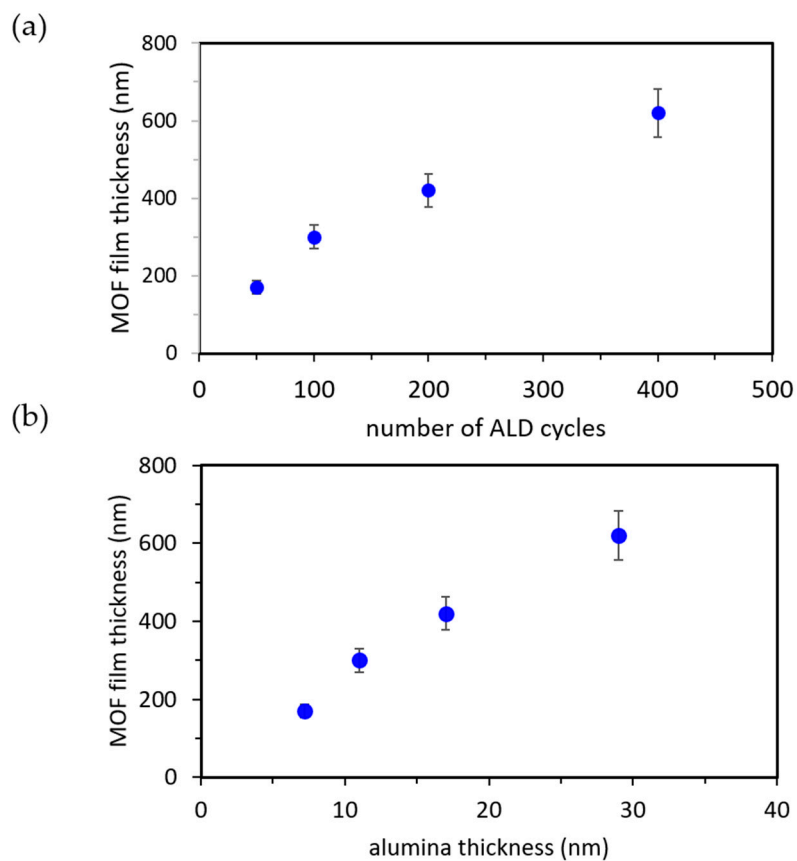 (a)
MOF film thickness (nm)
800
600
400
200
0
0 100 200 300 400 500
number of ALD cycles
(b)
MOF film thickness (nm)
800
600
400
200
0
0 10 20 30 40
alumina thickness (nm)